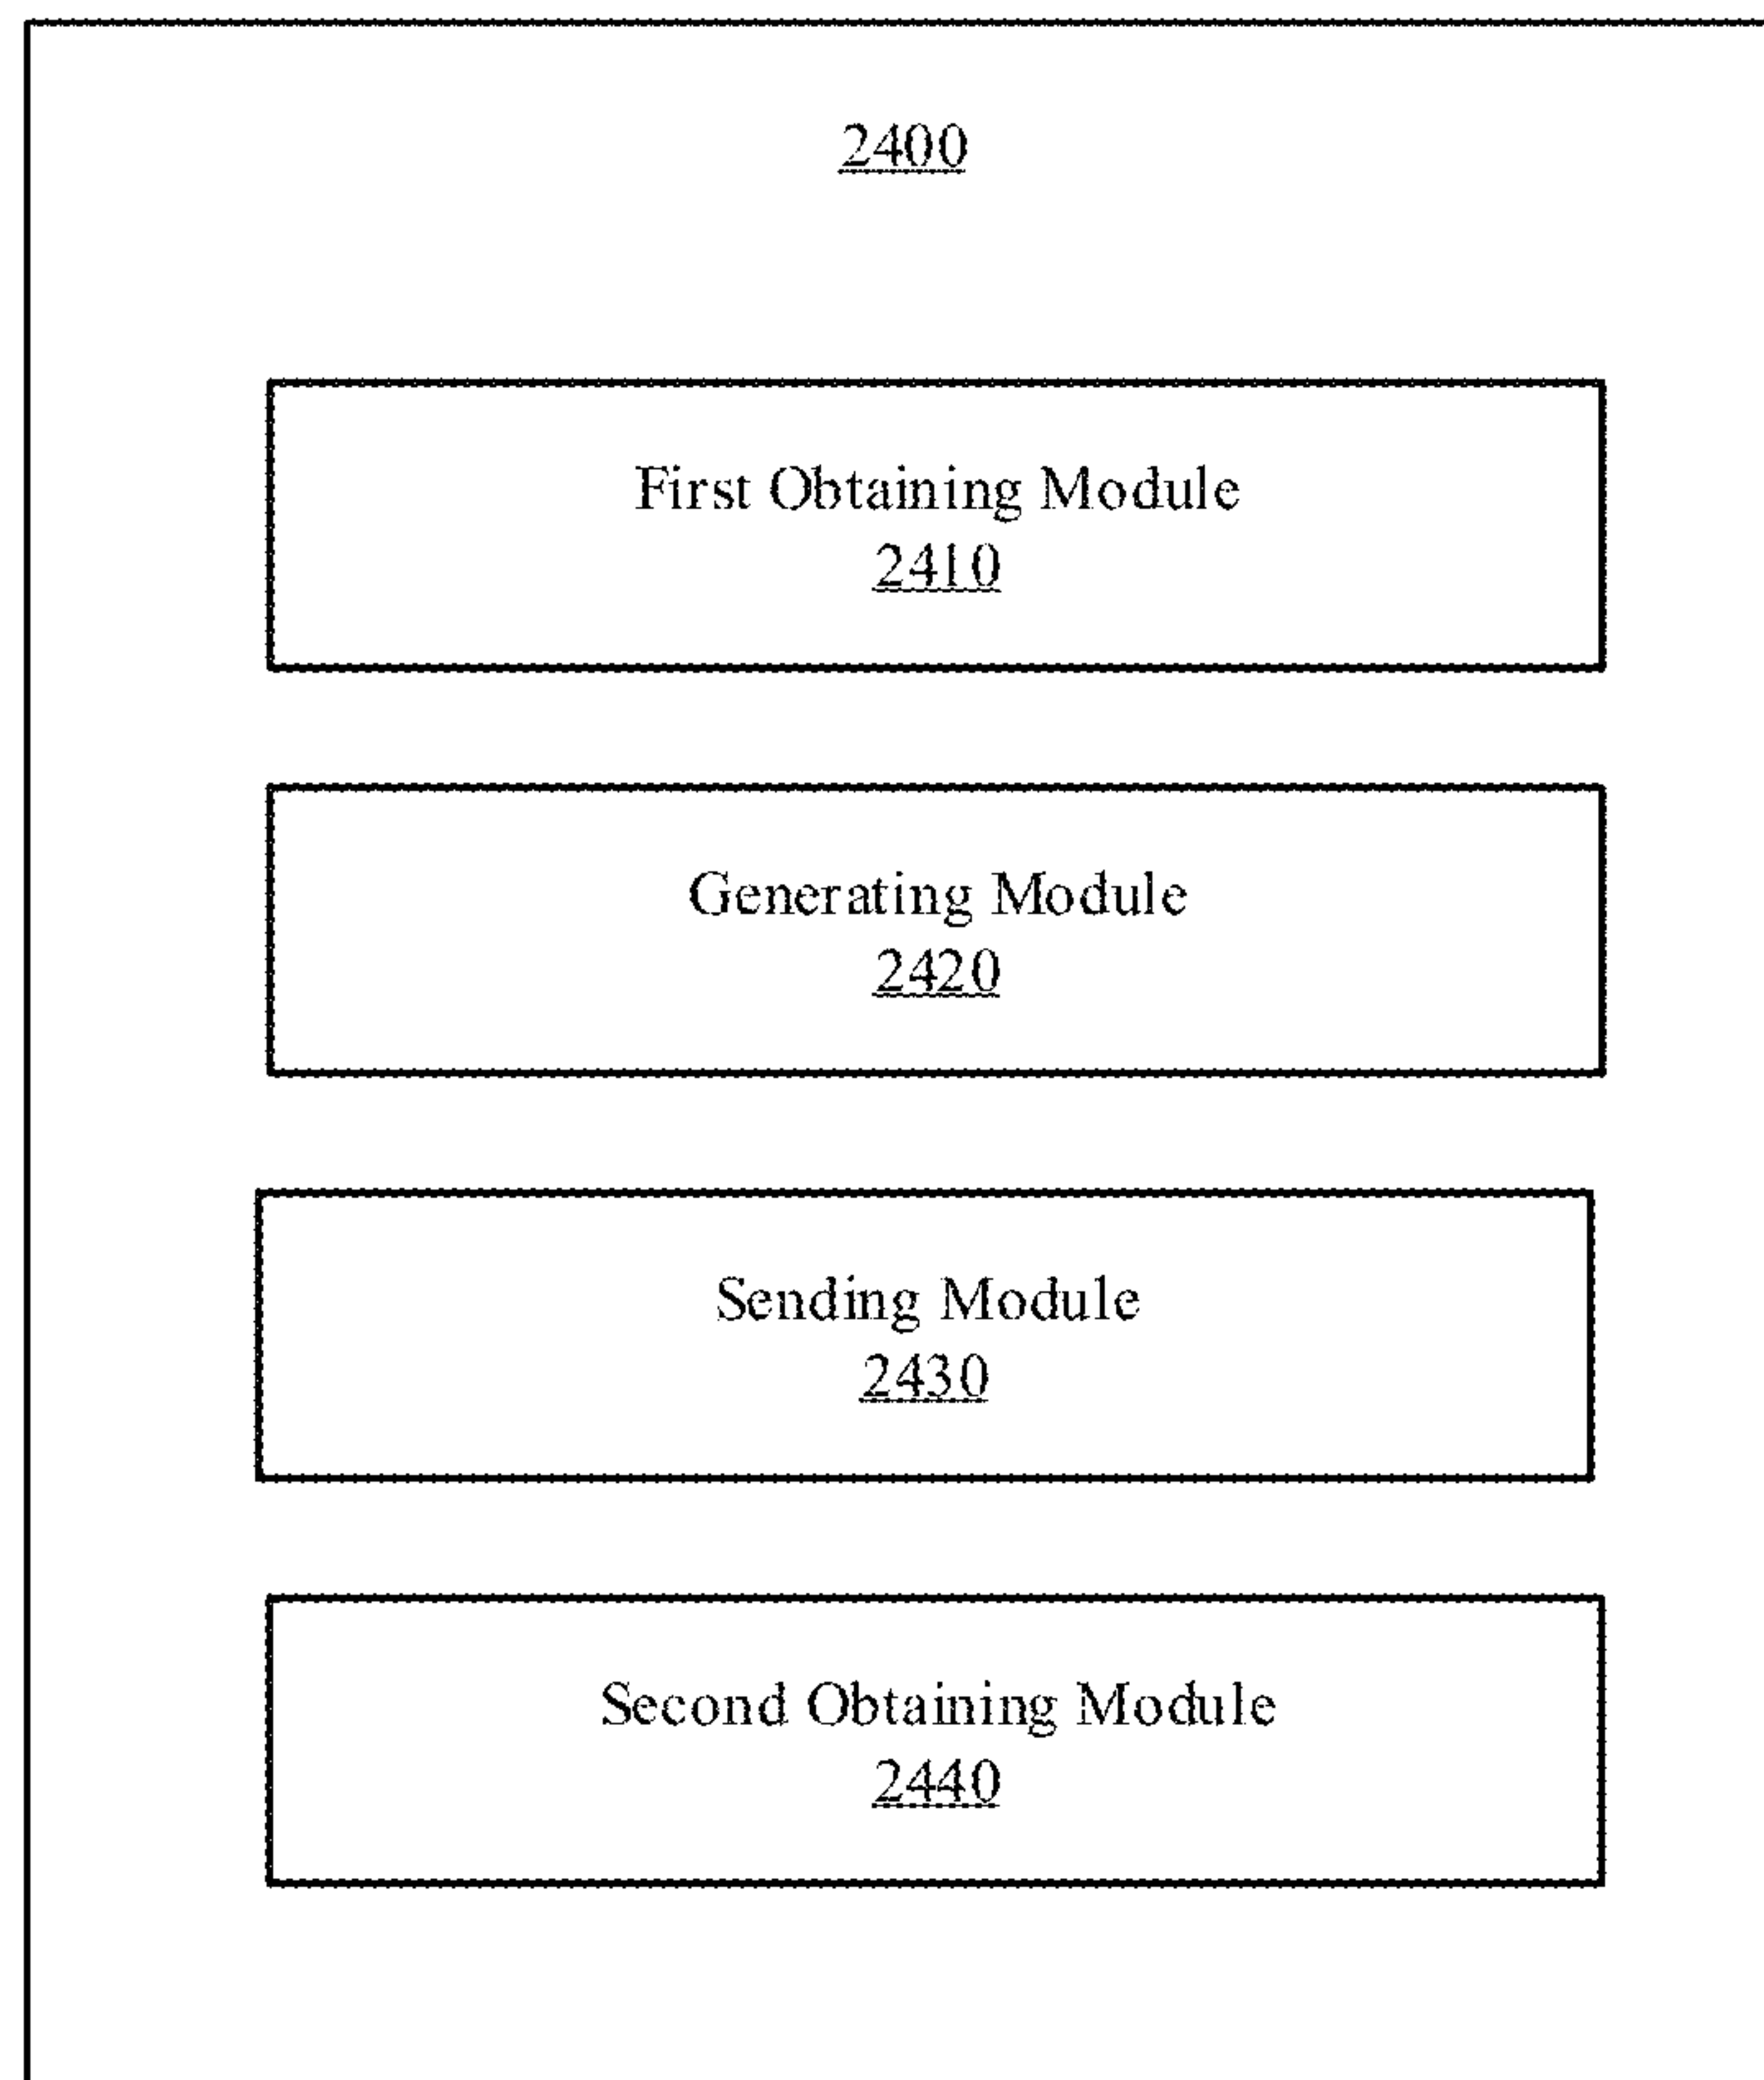 2400
First Obtaining Module
2410
Generating Module
2420
Sending Module
2430
Second Obtaining Module
2440